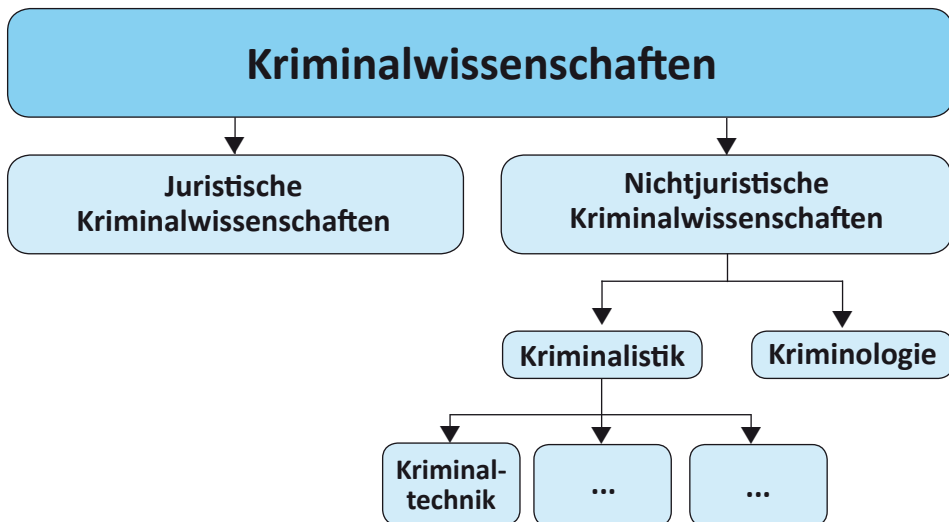 Kriminalwissenschaften
Juristische
Kriminalwissenschaften
Nichtjuristische
Kriminalwissenschaften
Kriminalistik
Kriminologie
Kriminal-
technik
...
...